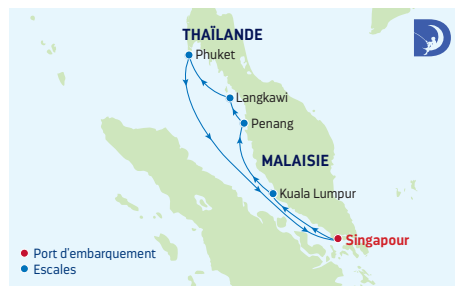 THAÏLANDE
Phuket
Langkawi
Penang
MALAISIE
Kuala Lumpur
Singapour
Port d'embarquement
Escales